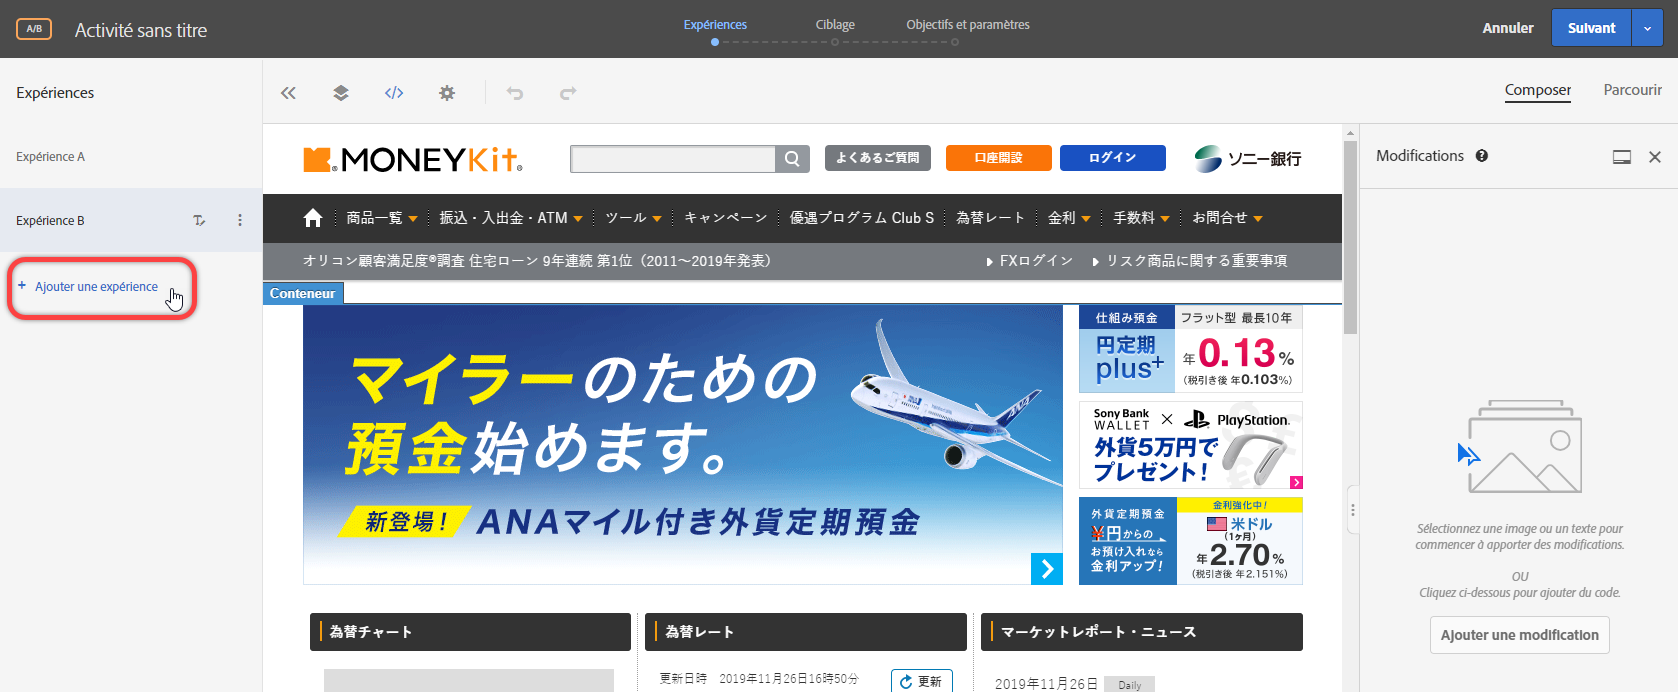 A/B
Activité sans titre
Expériences
Ciblage
Objectifs et paramètres
Annuler
Suivant
Expériences
Composer
Parcourir
Expérience A
Expérience B
+ Ajouter une expérience
MONEYKit
よくあるご質問
口座開設
ログイン
ソニー銀行
商品一覧
振込・入出金・ATM
ツール
キャンペーン
優遇プログラム Club S
為替レート
金利
手数料
お問合せ
オリコン顧客満足度®調査 住宅ローン 9年連続 第1位（2011～2019年発表）
FXログイン
リスク商品に関する重要事項
Conteneur
マイラーのための
預金始めます。
新登場！ ANAマイル付き外貨定期預金
ANA
仕組み預金
フラット型 最長10年
円定期
plus+
年0.13%
（税引き後 年0.103%）
Sony Bank
WALLET
×
PlayStation.
外貨5万円で
プレゼント！
外貨定期預金
¥円からの
お預け入れなら
金利アップ！
金利強化中！
米ドル
（1ヶ月）
年2.70%
（税引き後 年2.151%）
為替チャート
為替レート
マーケットレポート・ニュース
更新日時 2019年11月26日16時50分
更新
2019年11月26日
Daily
Modifications
Sélectionnez une image ou un texte pour
commencer à apporter des modifications.
OU
Cliquez ci-dessous pour ajouter du code.
Ajouter une modification